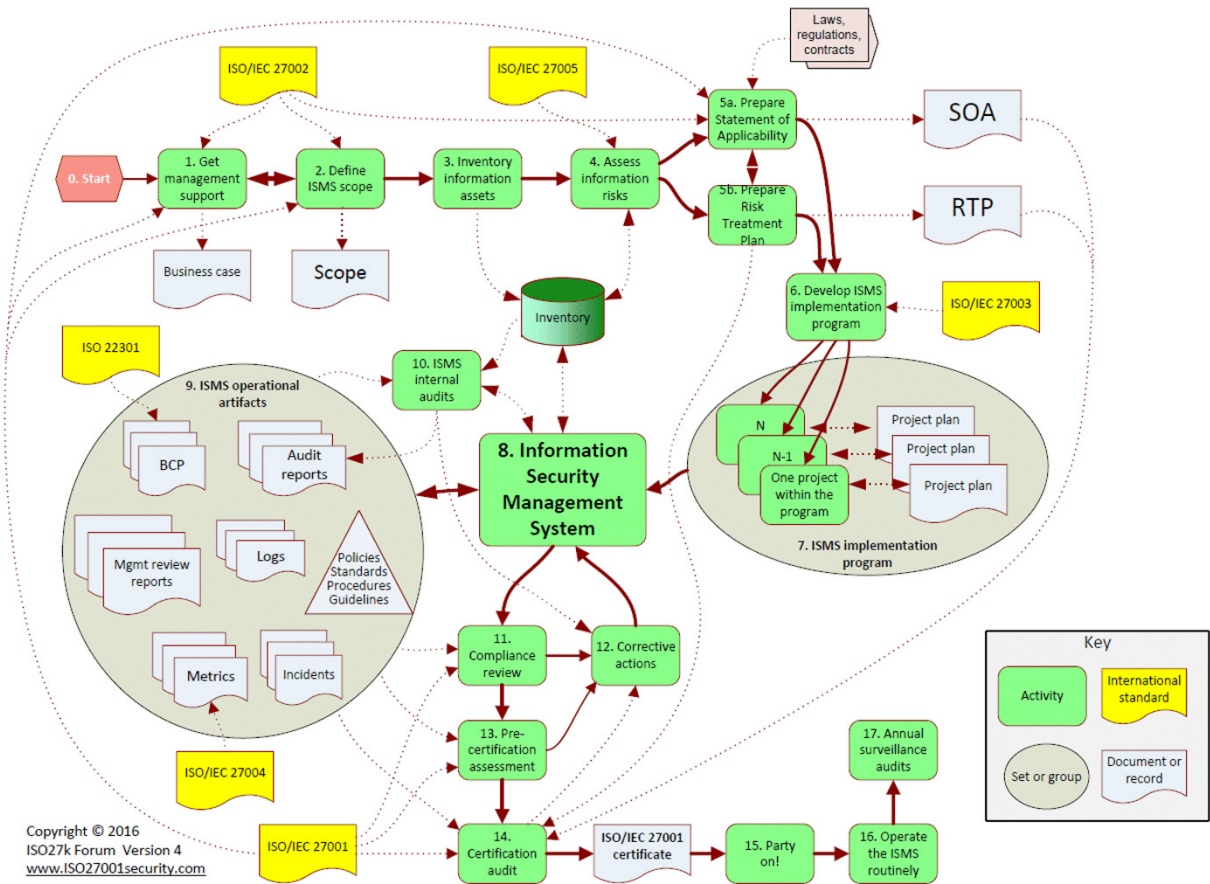 Laws,
regulations,
contracts
ISO/IEC 27002
ISO/IEC 27005
5a. Prepare
Statement of
Applicability
SOA
0. Start
1. Get
management
support
2. Define
ISMS scope
3. Inventory
information
assets
4. Assess
information
risks
5b. Prepare
Risk
Treatment
Plan
RTP
Business case
Scope
Inventory
6. Develop ISMS
implementation
program
ISO/IEC 27003
ISO 22301
9. ISMS operational
artifacts
10. ISMS
internal
audits
BCP
Audit
reports
N
N-1
One project
within the
program
Project plan
Project plan
Project plan
7. ISMS implementation
program
8. Information
Security
Management
System
Mgmt review
reports
Logs
Policies
Standards
Procedures
Guidelines
Metrics
Incidents
11.
Compliance
review
12. Corrective
actions
13. Pre-
certification
assessment
17. Annual
surveillance
audits
ISO/IEC 27004
ISO/IEC 27001
14.
Certification
audit
ISO/IEC 27001
certificate
15. Party
on!
16. Operate
the ISMS
routinely
Key
Activity
International
standard
Set or group
Document or
record
Copyright © 2016
ISO27k Forum Version 4
www.ISO27001security.com